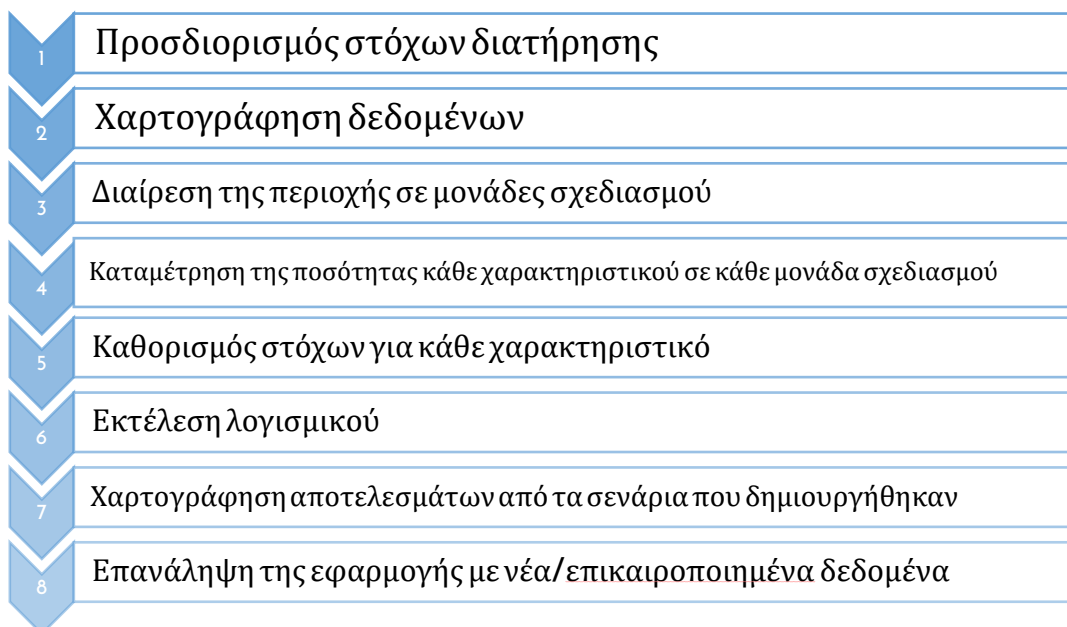 1 Προσδιορισμός στόχων διατήρησης
2 Χαρτογράφηση δεδομένων
3 Διαίρεση της περιοχής σε μονάδες σχεδιασμού
4 Καταμέτρηση της ποσότητας κάθε χαρακτηριστικού σε κάθε μονάδα σχεδιασμού
5 Καθορισμός στόχων για κάθε χαρακτηριστικό
6 Εκτέλεση λογισμικού
7 Χαρτογράφηση αποτελεσμάτων από τα σενάρια που δημιουργήθηκαν
8 Επανάληψη της εφαρμογής με νέα/επικαιροποιημένα δεδομένα